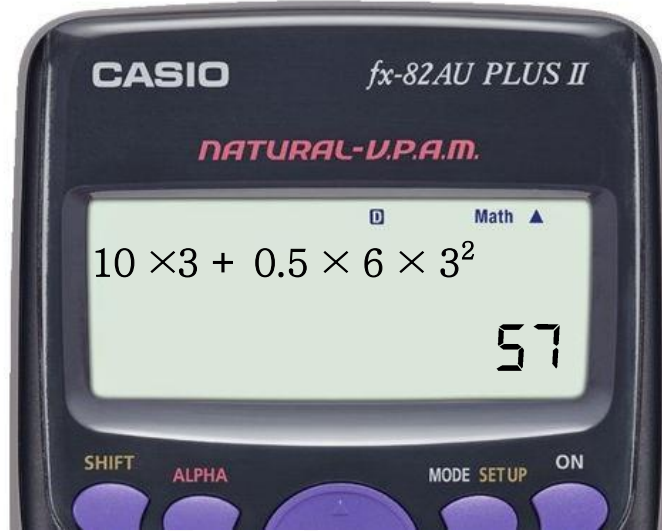 CASIO fx-82AU PLUS II
NATURAL-V.P.A.M.
D Math ▲
10 ×3 + 0.5 × 6 × 3²
57
SHIFT ALPHA MODE SETUP ON